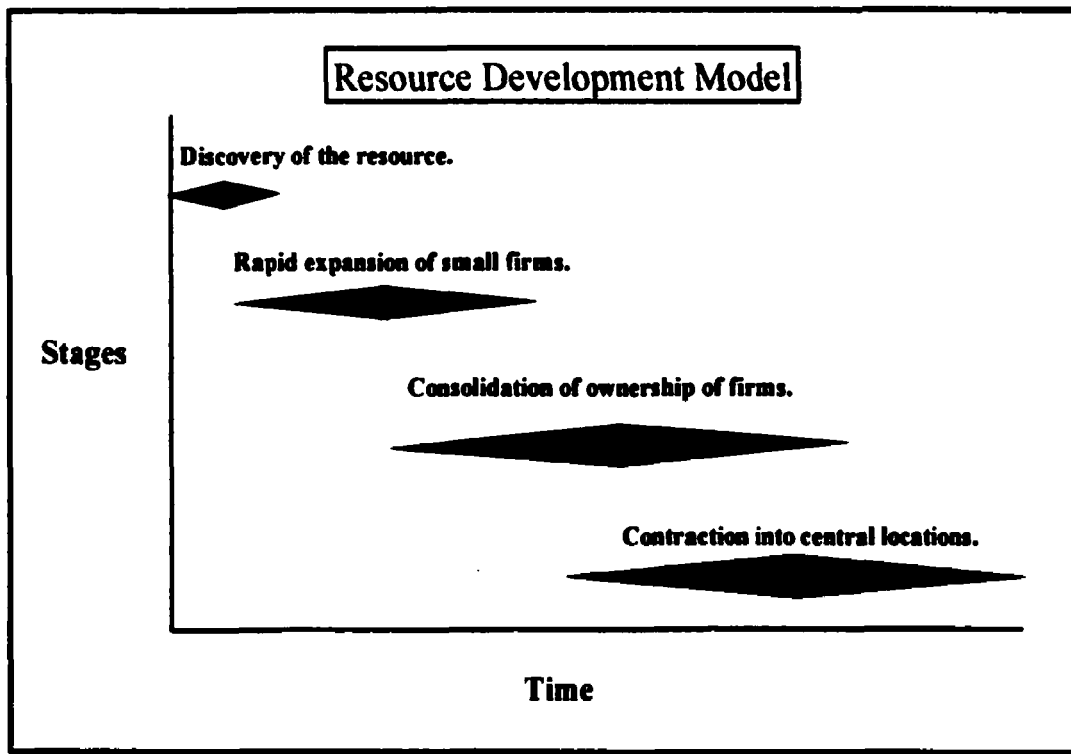 Resource Development Model
Discovery of the resource.
Rapid expansion of small firms.
Stages
Consolidation of ownership of firms.
Contraction into central locations.
Time